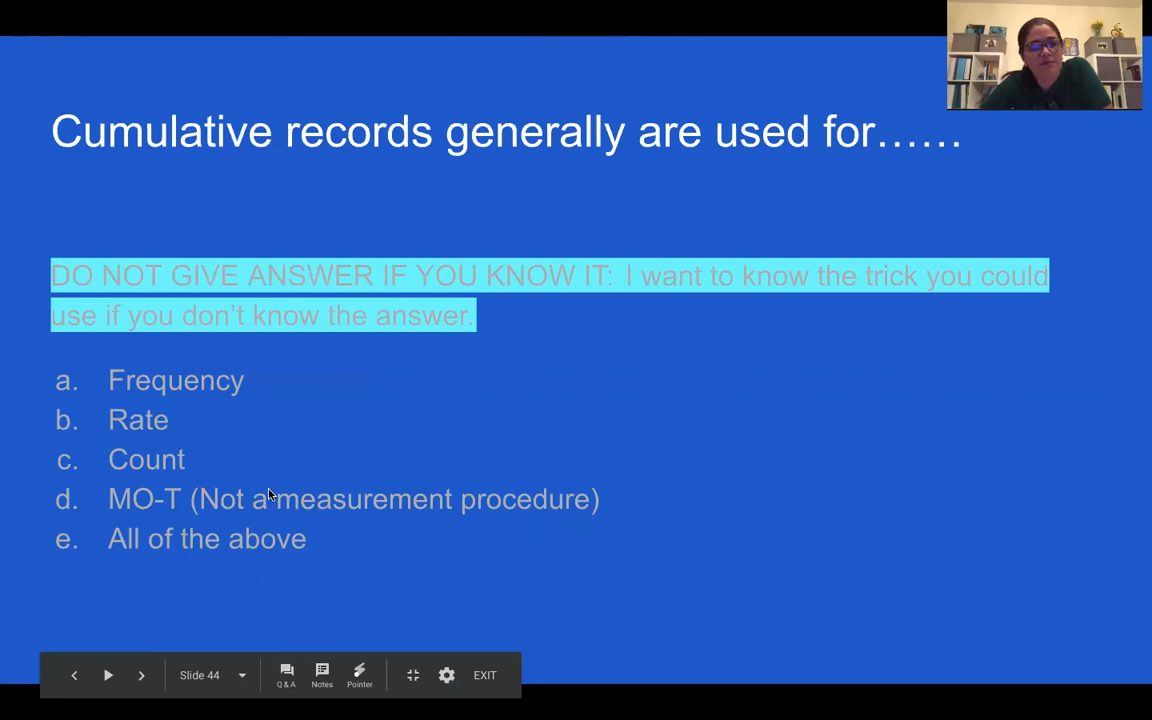 Cumulative records generally are used for……
DO NOT GIVE ANSWER IF YOU KNOW IT: I want to know the trick you could
use if you don't know the answer.
a. Frequency
b. Rate
c. Count
d. MO-T (Not a measurement procedure)
e. All of the above
Slide 44
Q & A
Notes
Pointer
EXIT